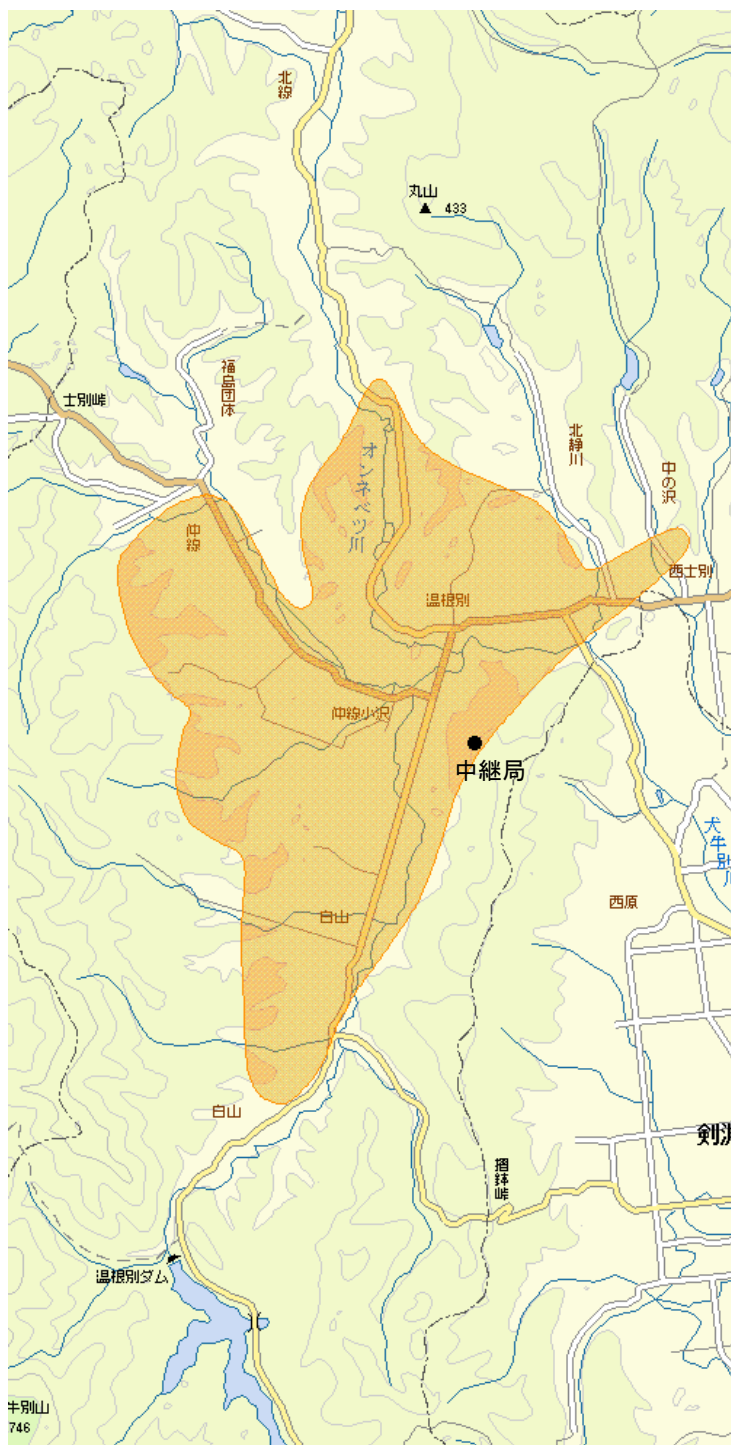 北線
丸山
433
福島団体
士別峠
北静川
中の沢
オンネベツ川
仲線
西士別
温根別
仲線小沢
中継局
犬牛別川
西原
白山
白山
剣淵
摺鉢峠
温根別ダム
牛別山
746